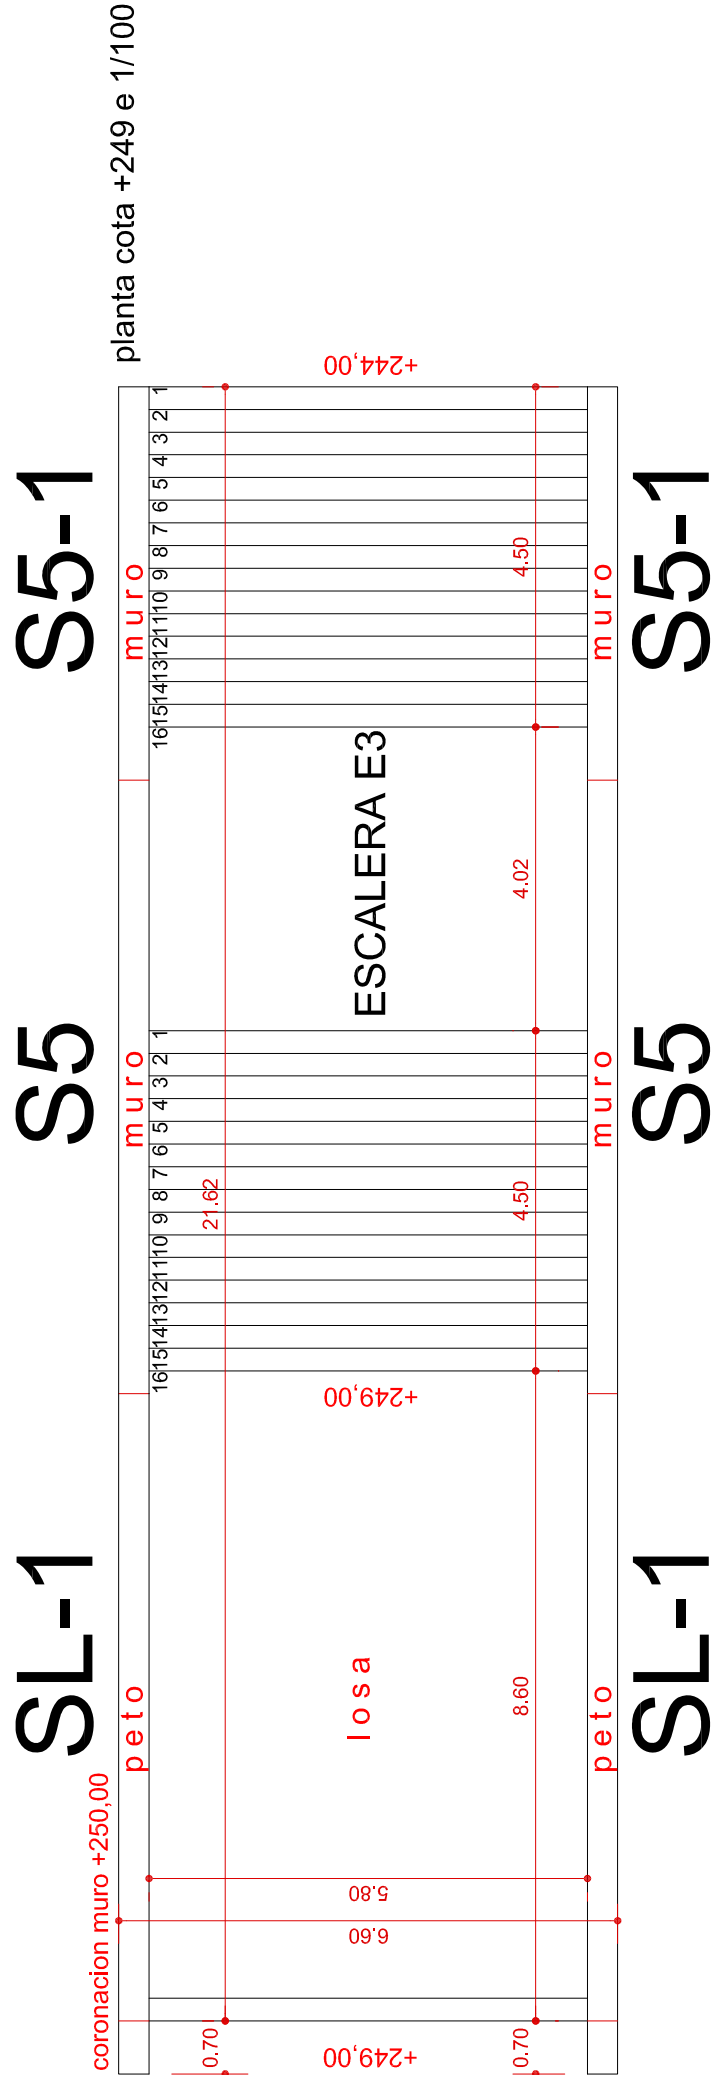 planta cota +249 e 1/100
+244,00
S5-1
muro
1
2
3
4
5
6
7
8
9
10
11
12
13
14
15
16
4.50
muro
S5-1
ESCALERA E3
4.02
S5
muro
1
2
3
4
5
6
7
8
9
10
11
12
13
14
15
16
21.62
4.50
muro
S5
+249,00
SL-1
peto
losa
8.60
peto
SL-1
coronacion muro +250,00
5.80
6.60
0.70
+249,00
0.70